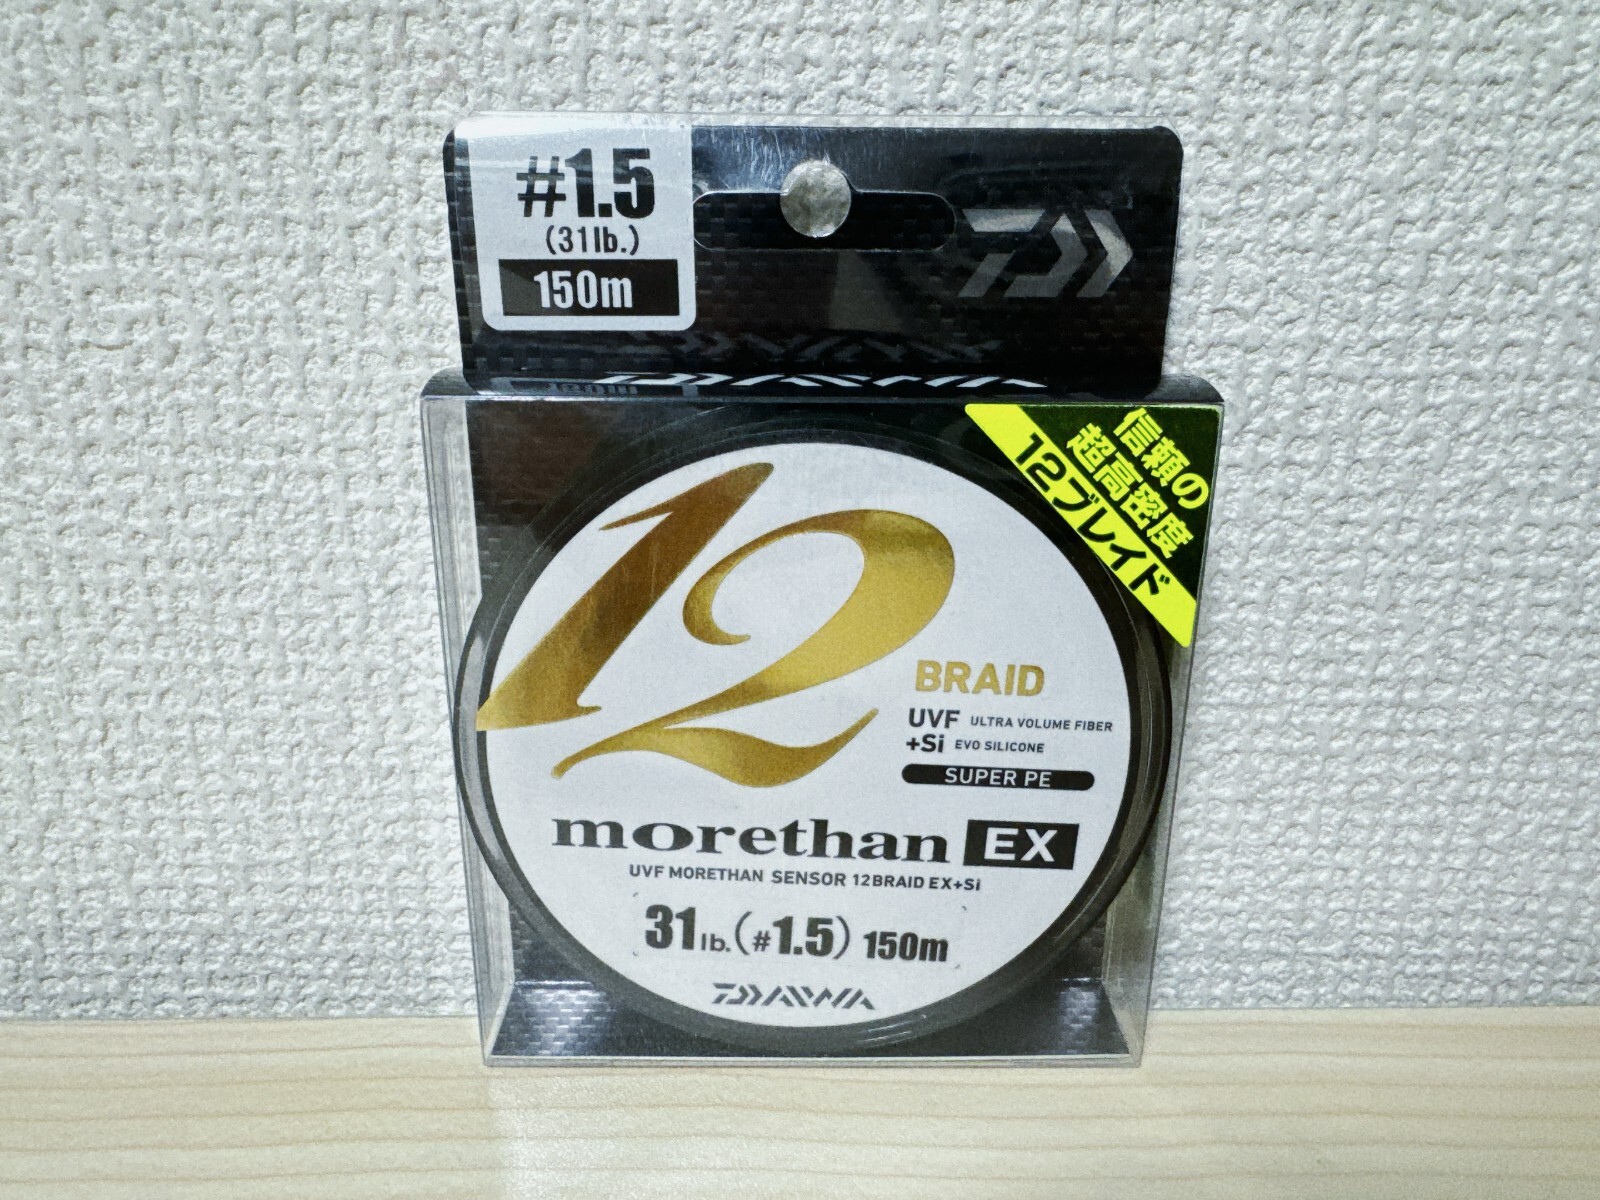 #1.5
(31lb.)
150m
DAIWA
信頼の
超高密度
12ブレイド
12
BRAID
UVF ULTRA VOLUME FIBER
+Si EVO SILICONE
SUPER PE
morethan EX
UVF MORETHAN SENSOR 12BRAID EX+Si
31lb.(#1.5) 150m
DAIWA